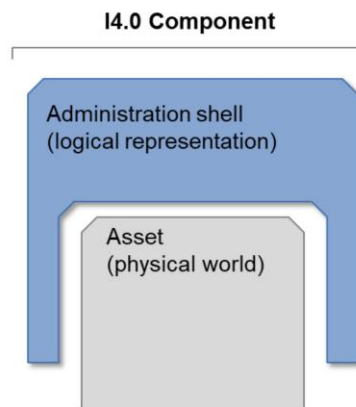 I4.0 Component
Administration shell
(logical representation)
Asset
(physical world)